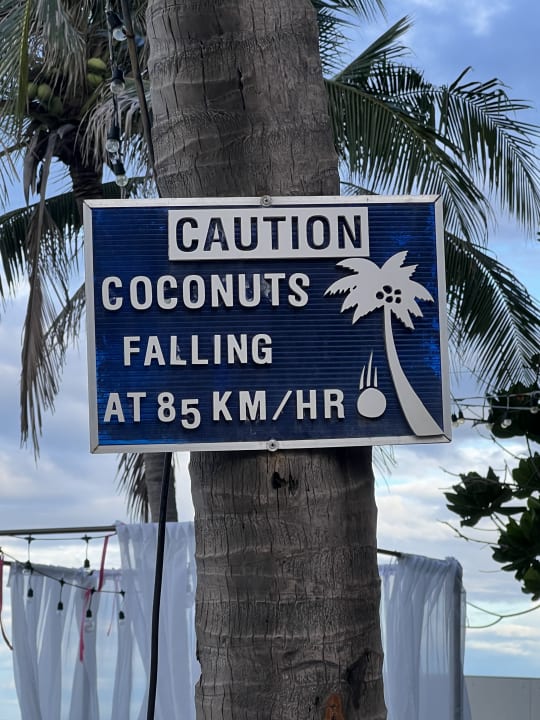 CAUTION
COCONUTS
FALLING
AT 85 KM/HR